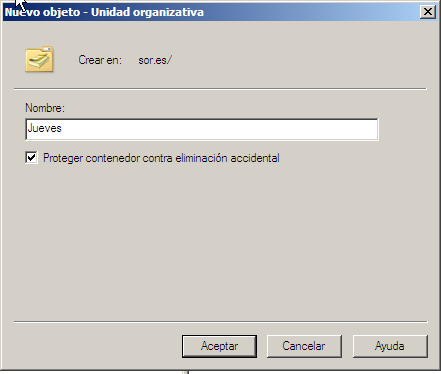 Nuevo objeto - Unidad organizativa
Crear en: sor.es/
Nombre:
Jueves
Proteger contenedor contra eliminación accidental
Aceptar Cancelar Ayuda